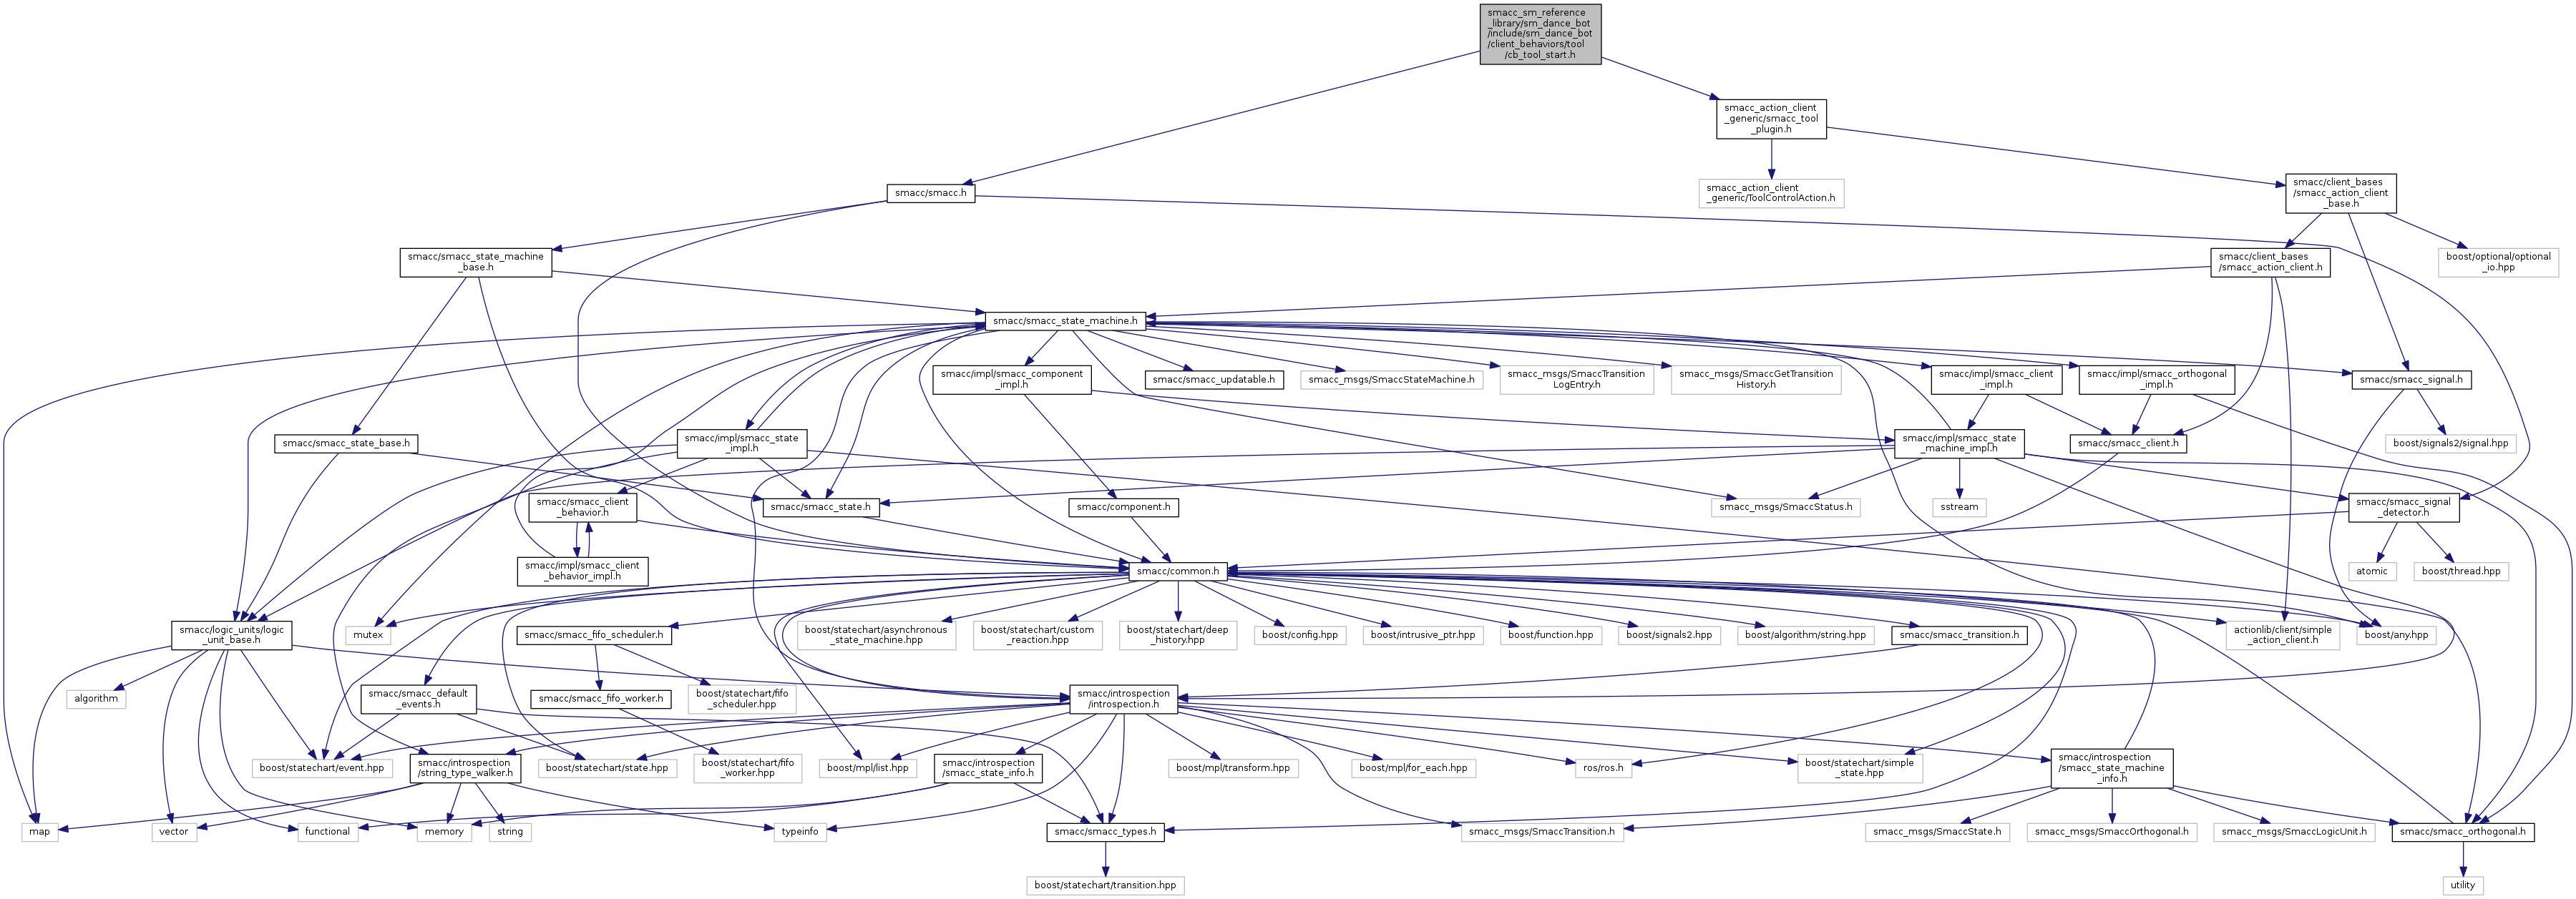 smacc_sm_reference
_library/sm_dance_bot
/include/sm_dance_bot
/client_behaviors/tool
/cb_tool_start.h
smacc_action_client
_generic/smacc_tool
_plugin.h
smacc/smacc.h
smacc_action_client
_generic/ToolControlAction.h
smacc/client_bases
/smacc_action_client
_base.h
smacc/smacc_state_machine
_base.h
smacc/client_bases
/smacc_action_client.h
boost/optional/optional
_io.hpp
smacc/smacc_state_machine.h
smacc/impl/smacc_component
_impl.h
smacc/smacc_updatable.h
smacc_msgs/SmaccStateMachine.h
smacc_msgs/SmaccTransition
LogEntry.h
smacc_msgs/SmaccGetTransition
History.h
smacc/impl/smacc_client
_impl.h
smacc/impl/smacc_orthogonal
_impl.h
smacc/smacc_signal.h
smacc/smacc_state_base.h
smacc/impl/smacc_state
_impl.h
smacc/impl/smacc_state
_machine_impl.h
smacc/smacc_client.h
boost/signals2/signal.hpp
smacc/smacc_client
_behavior.h
smacc/smacc_state.h
smacc/component.h
smacc_msgs/SmaccStatus.h
sstream
smacc/smacc_signal
_detector.h
smacc/impl/smacc_client
_behavior_impl.h
smacc/common.h
atomic
boost/thread.hpp
smacc/logic_units/logic
_unit_base.h
mutex
smacc/smacc_fifo_scheduler.h
boost/statechart/asynchronous
_state_machine.hpp
boost/statechart/custom
_reaction.hpp
boost/statechart/deep
_history.hpp
boost/config.hpp
boost/intrusive_ptr.hpp
boost/function.hpp
boost/signals2.hpp
boost/algorithm/string.hpp
smacc/smacc_transition.h
actionlib/client/simple
_action_client.h
boost/any.hpp
algorithm
smacc/smacc_default
_events.h
smacc/smacc_fifo_worker.h
boost/statechart/fifo
_scheduler.hpp
smacc/introspection
/introspection.h
boost/statechart/event.hpp
smacc/introspection
/string_type_walker.h
boost/statechart/state.hpp
boost/statechart/fifo
_worker.hpp
boost/mpl/list.hpp
smacc/introspection
/smacc_state_info.h
boost/mpl/transform.hpp
boost/mpl/for_each.hpp
ros/ros.h
boost/statechart/simple
_state.hpp
smacc/introspection
/smacc_state_machine
_info.h
map
vector
functional
memory
string
typeinfo
smacc/smacc_types.h
smacc_msgs/SmaccTransition.h
smacc_msgs/SmaccState.h
smacc_msgs/SmaccOrthogonal.h
smacc_msgs/SmaccLogicUnit.h
smacc/smacc_orthogonal.h
boost/statechart/transition.hpp
utility